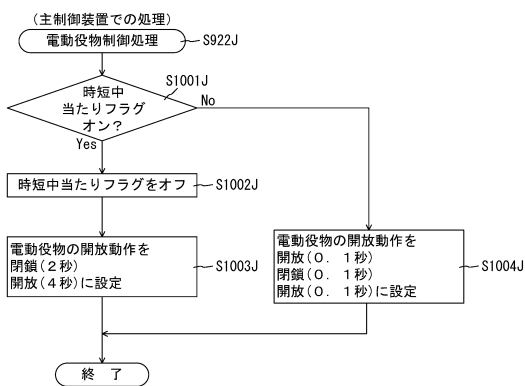 (主制御装置での処理)
電動役物制御処理
S922J
S1001J
時短中
当たりフラグ
オン？
No
Yes
時短中当たりフラグをオフ
S1002J
電動役物の開放動作を
閉鎖(２秒)
開放(４秒)に設定
S1003J
電動役物の開放動作を
開放(０．１秒)
閉鎖(０．１秒)
開放(０．１秒)に設定
S1004J
終 了